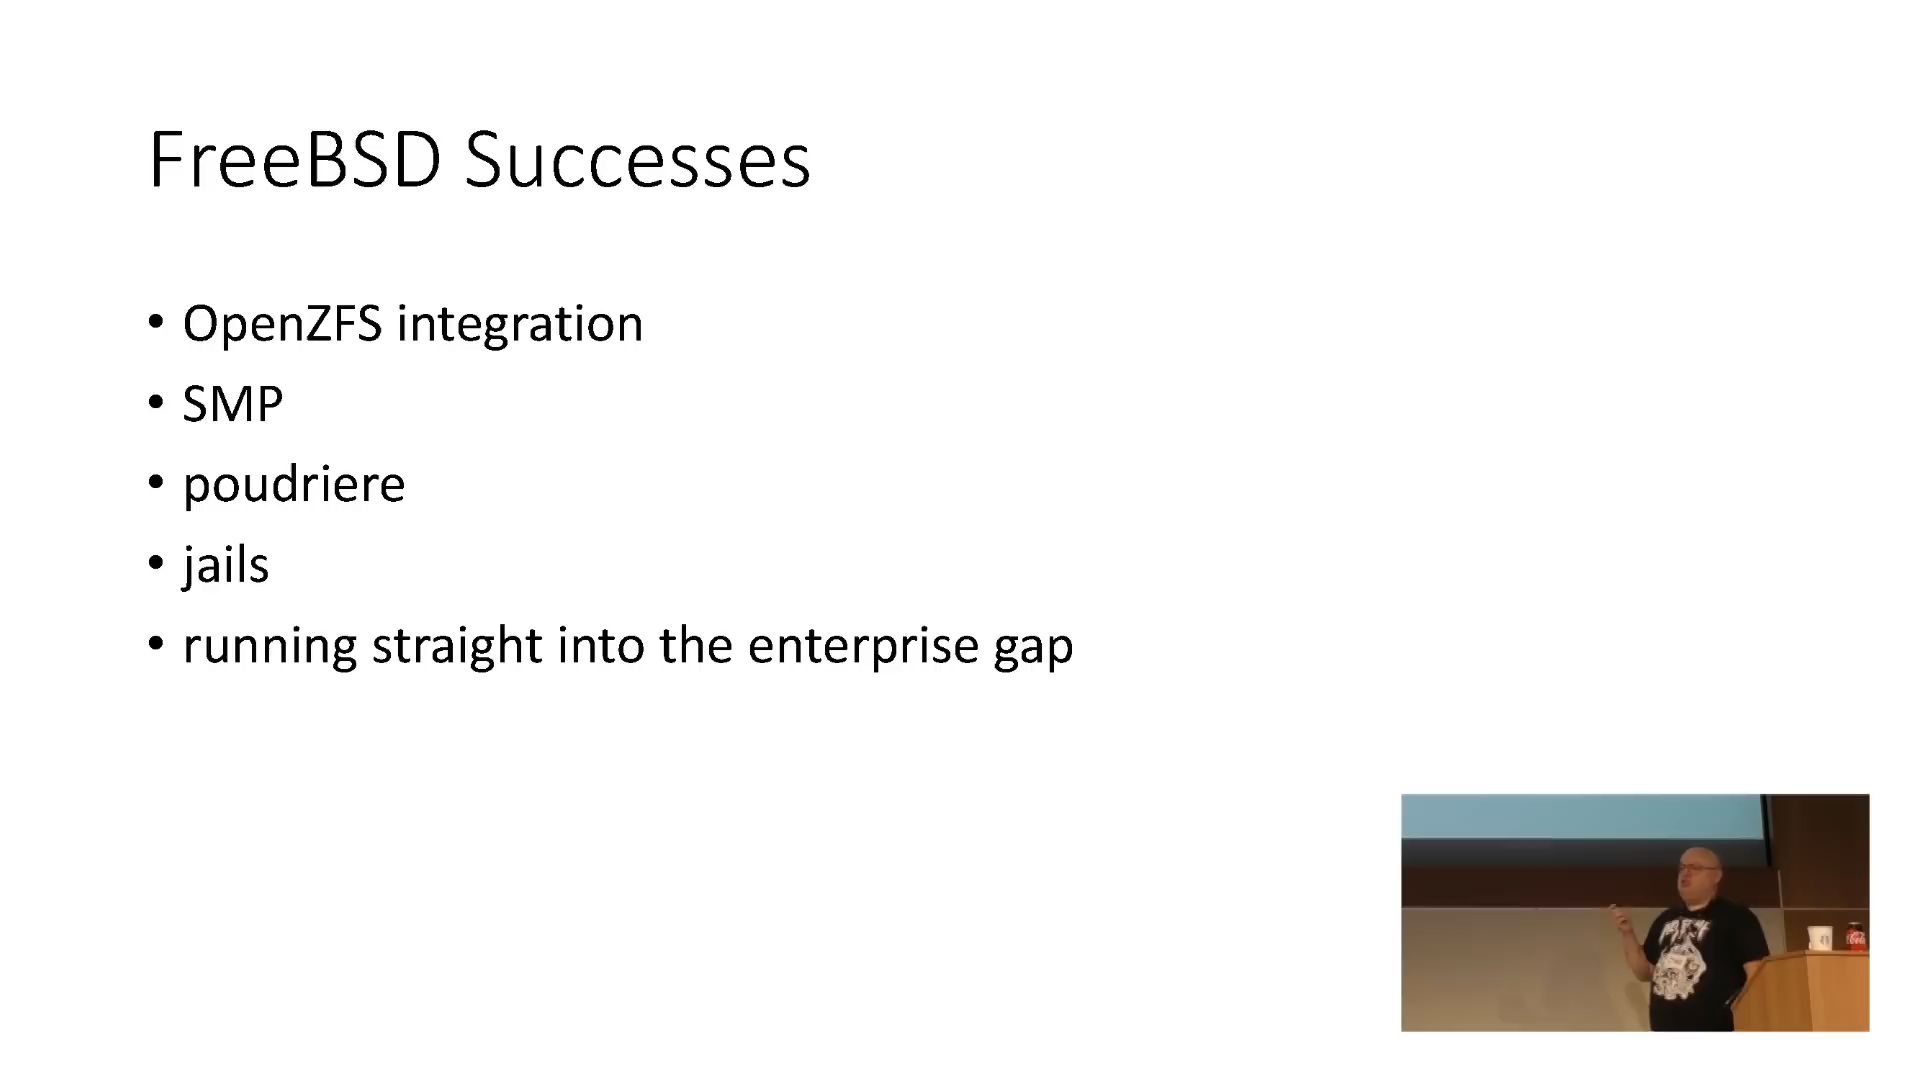 FreeBSD Successes
• OpenZFS integration
• SMP
• poudriere
• jails
• running straight into the enterprise gap